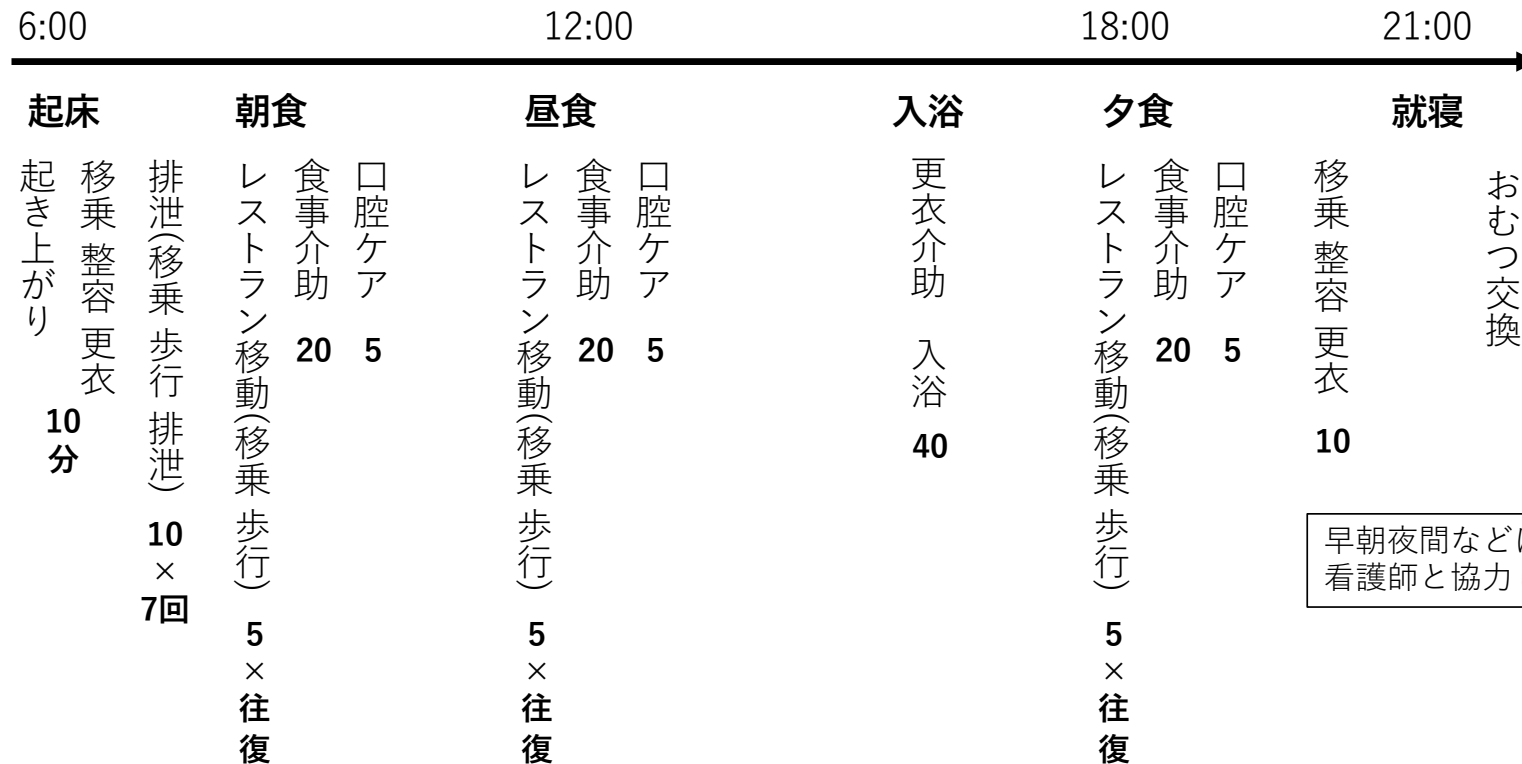 6:00
12:00
18:00
21:00
起床
朝食
昼食
入浴
夕食
就寝
起き上がり
移乗 整容 更衣
10
分
排泄(移乗 歩行 排泄)
10
×
7回
レストラン移動(移乗 歩行)
5
×
往
復
食事介助
20
口腔ケア
5
レストラン移動(移乗 歩行)
5
×
往
復
食事介助
20
口腔ケア
5
更衣介助 入浴
40
レストラン移動(移乗 歩行)
5
×
往
復
食事介助
20
口腔ケア
5
移乗 整容 更衣
10
おむつ交換
早朝夜間など
看護師と協力